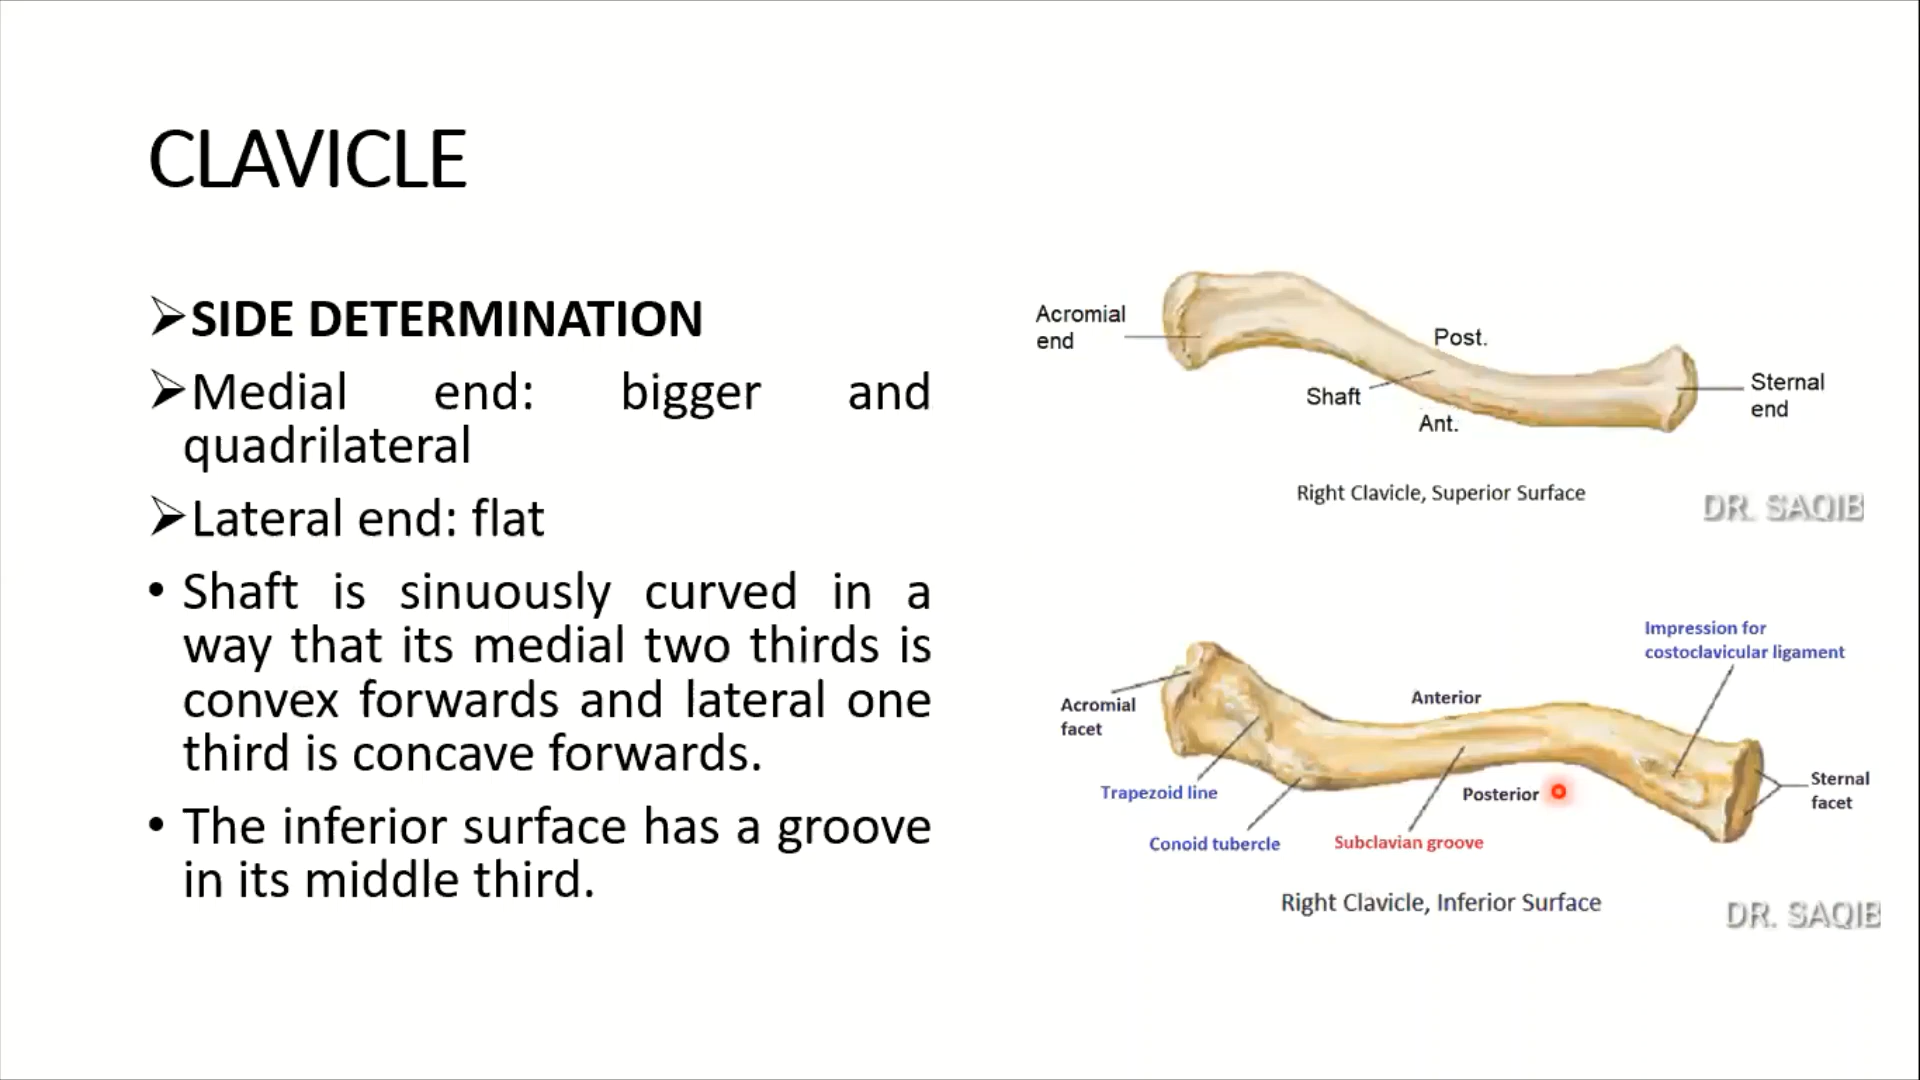 CLAVICLE
➢SIDE DETERMINATION
➢Medial end: bigger and
quadrilateral
➢Lateral end: flat
• Shaft is sinuously curved in a
way that its medial two thirds is
convex forwards and lateral one
third is concave forwards.
• The inferior surface has a groove
in its middle third.
Acromial
end
Post.
Shaft
Ant.
Sternal
end
Right Clavicle, Superior Surface
DR. SAQIB
Impression for
costoclavicular ligament
Acromial
facet
Anterior
Trapezoid line
Posterior
Sternal
facet
Conoid tubercle
Subclavian groove
Right Clavicle, Inferior Surface
DR. SAQIB